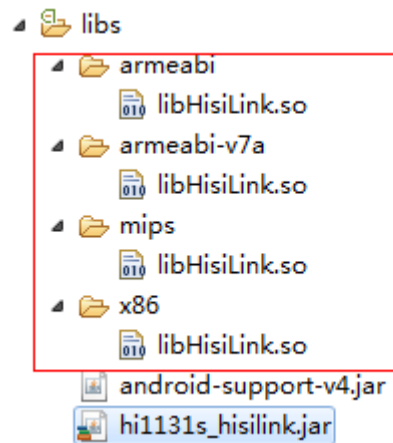 libs
armeabi
libHisiLink.so
armeabi-v7a
libHisiLink.so
mips
libHisiLink.so
x86
libHisiLink.so
android-support-v4.jar
hi1131s_hisilink.jar